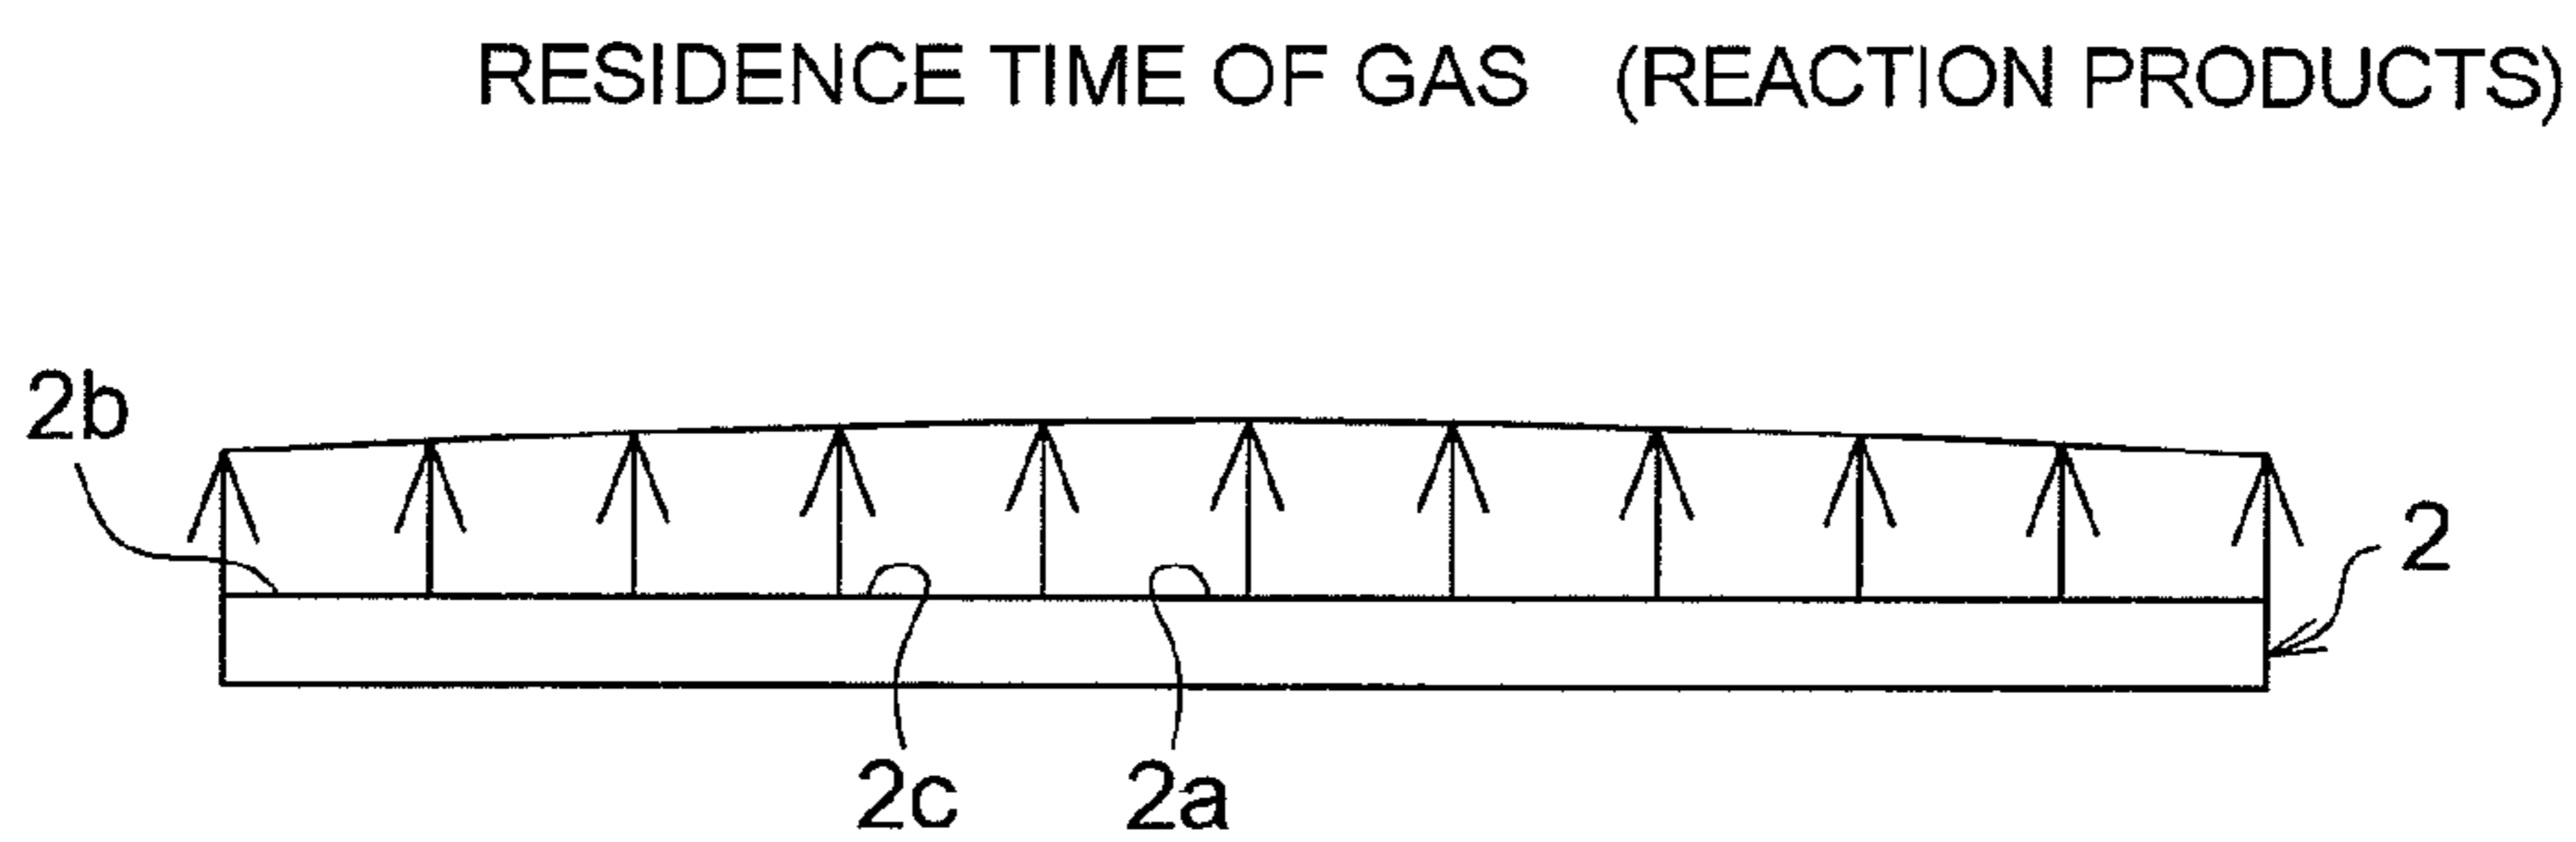 RESIDENCE TIME OF GAS (REACTION PRODUCTS)
2b
2
2c 2a